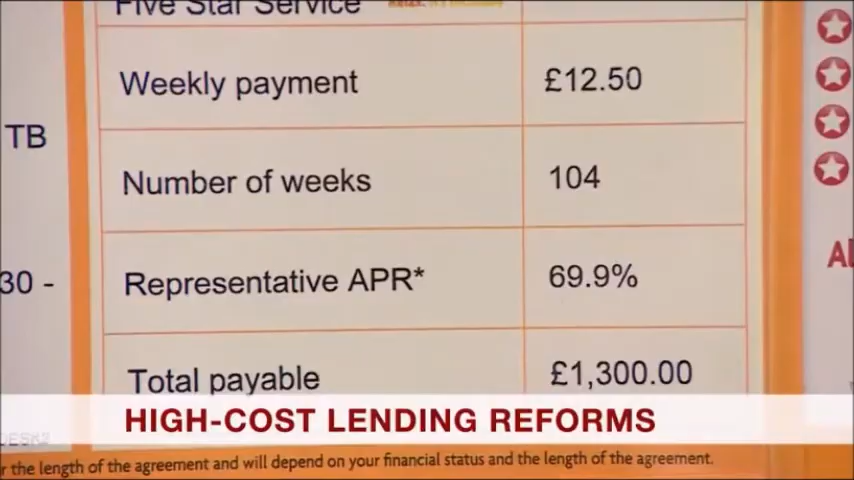 Five Star Service
Weekly payment £12.50
TB
Number of weeks 104
30 -
Representative APR* 69.9%
Total payable £1,300.00
HIGH-COST LENDING REFORMS
r the length of the agreement and will depend on your financial status and the length of the agreement.